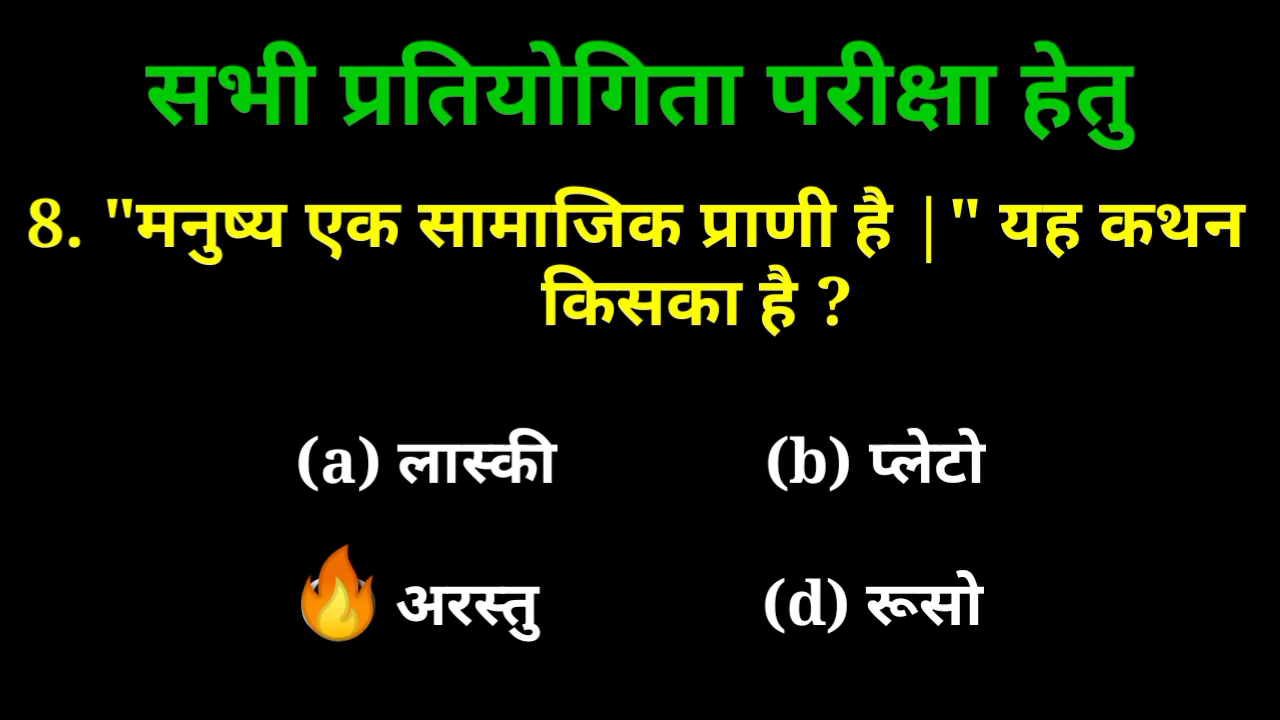 सभी प्रतियोगिता परीक्षा हेतु
8. "मनुष्य एक सामाजिक प्राणी है |" यह कथन
किसका है ?
(a) लास्की (b) प्लेटो
अरस्तु (d) रूसो